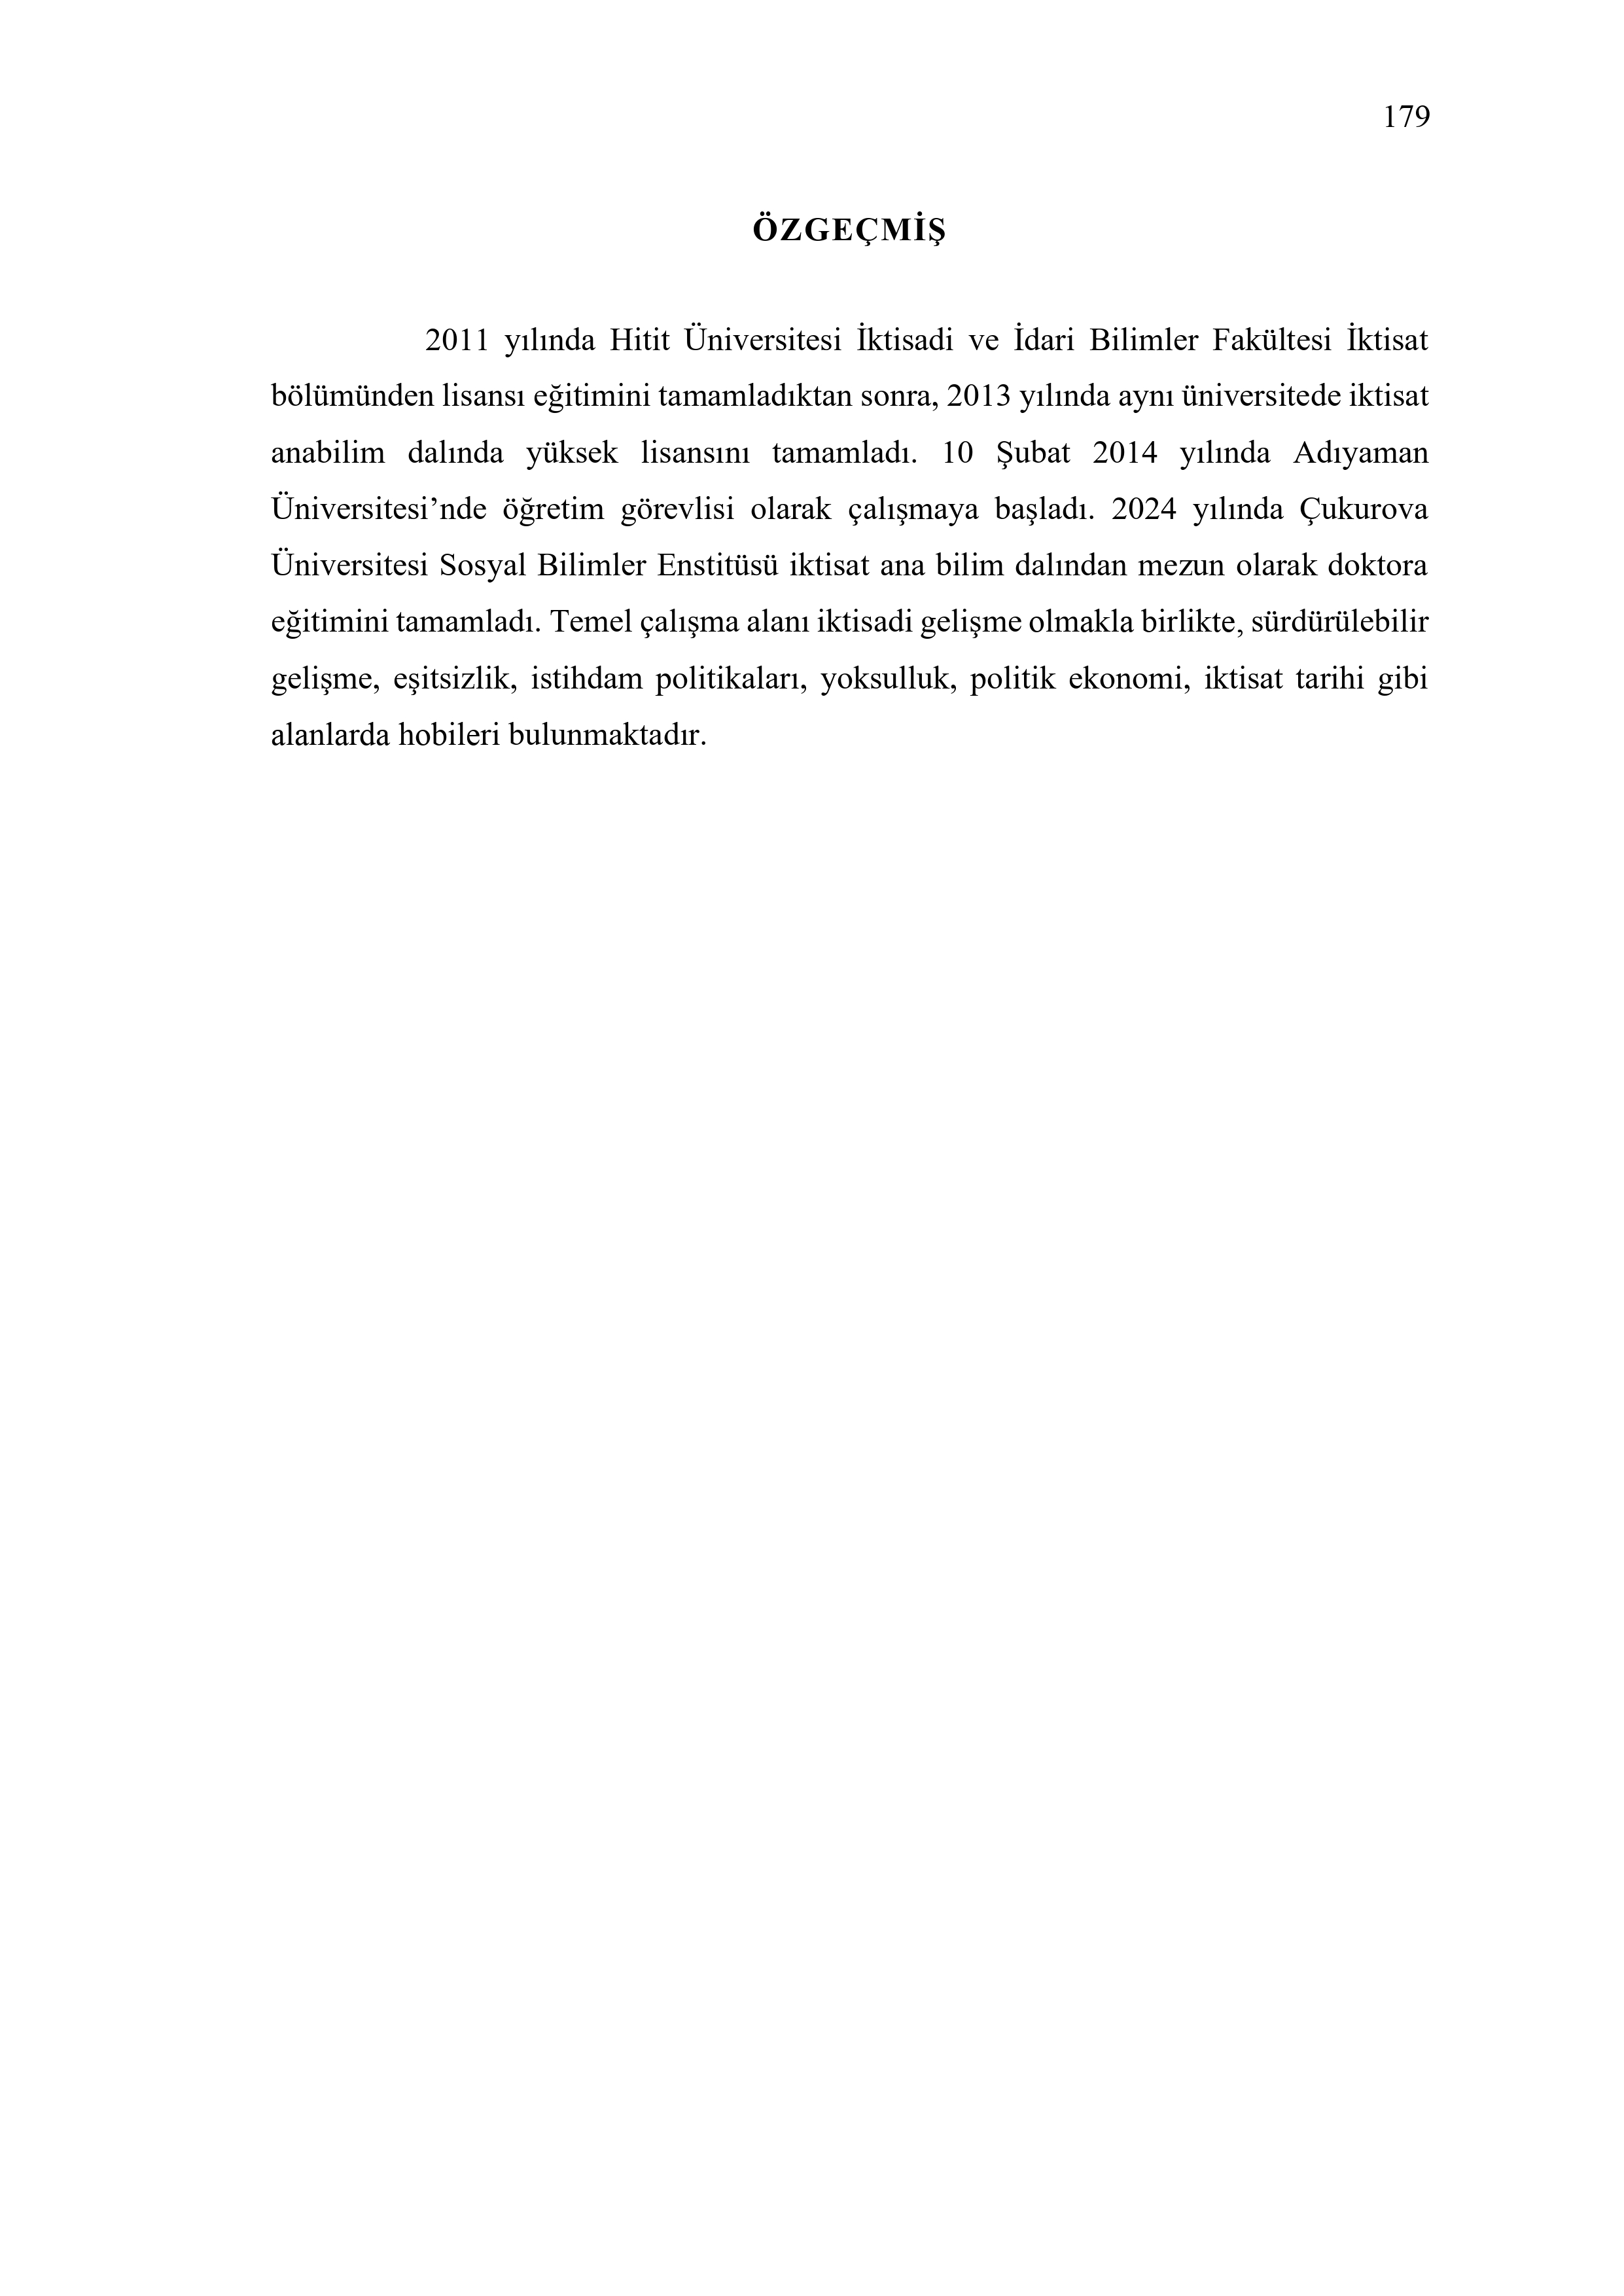 179
ÖZGEÇMİŞ
2011 yılında Hitit Üniversitesi İktisadi ve İdari Bilimler Fakültesi İktisat
bölümünden lisansı eğitimini tamamladıktan sonra, 2013 yılında aynı üniversitede iktisat
anabilim dalında yüksek lisansını tamamladı. 10 Şubat 2014 yılında Adıyaman
Üniversitesi’nde öğretim görevlisi olarak çalışmaya başladı. 2024 yılında Çukurova
Üniversitesi Sosyal Bilimler Enstitüsü iktisat ana bilim dalından mezun olarak doktora
eğitimini tamamladı. Temel çalışma alanı iktisadi gelişme olmakla birlikte, sürdürülebilir
gelişme, eşitsizlik, istihdam politikaları, yoksulluk, politik ekonomi, iktisat tarihi gibi
alanlarda hobileri bulunmaktadır.